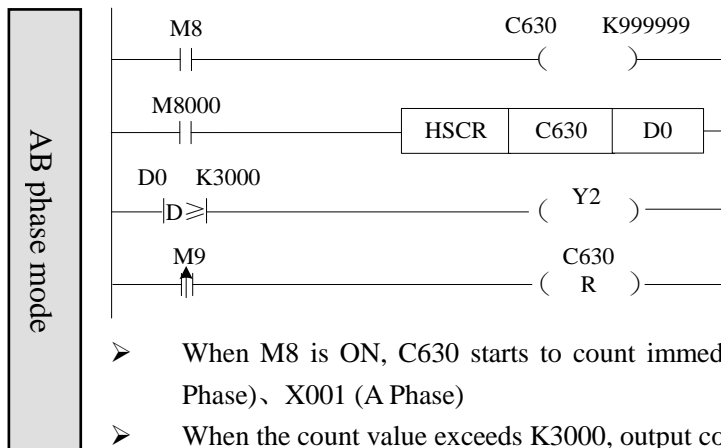 AB phase mode
M8 C630 K999999
M8000
HSCR C630 D0
D0 K3000
D≥ Y2
M9 C630
R
➢ When M8 is ON, C630 starts to count immed
Phase)、X001 (A Phase)
➢ When the count value exceeds K3000, output co